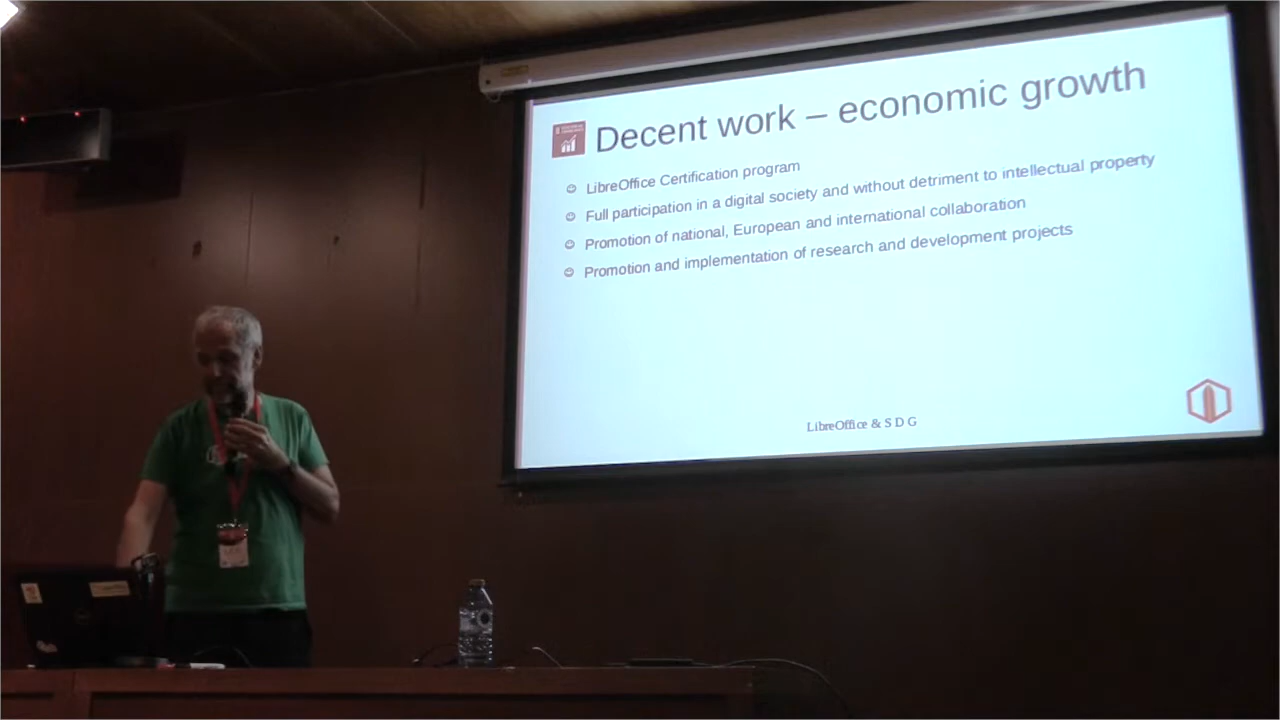 Decent work – economic growth
LibreOffice Certification program
Full participation in a digital society and without detriment to intellectual property
Promotion of national, European and international collaboration
Promotion and implementation of research and development projects
LibreOffice & S D G